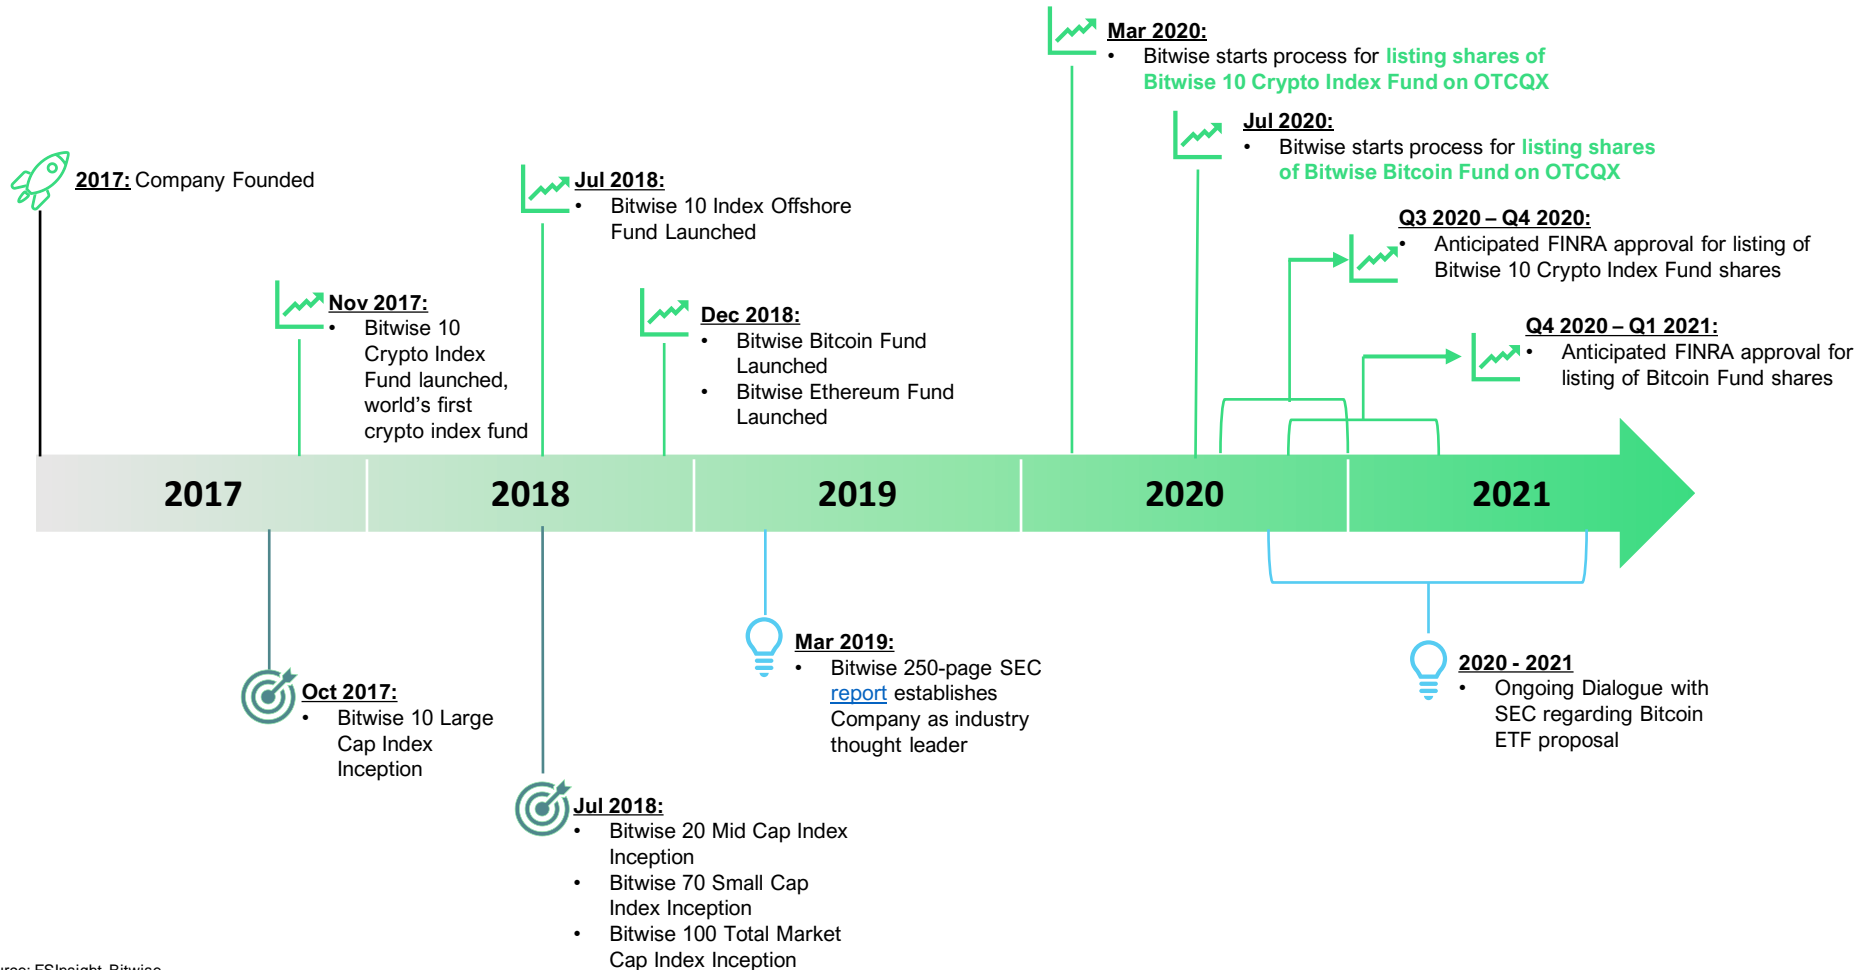 Mar 2020:
• Bitwise starts process for listing shares of
Bitwise 10 Crypto Index Fund on OTCQX
Jul 2020:
• Bitwise starts process for listing shares
of Bitwise Bitcoin Fund on OTCQX
2017: Company Founded
Jul 2018:
• Bitwise 10 Index Offshore
Fund Launched
Q3 2020 – Q4 2020:
• Anticipated FINRA approval for listing of
Bitwise 10 Crypto Index Fund shares
Nov 2017:
• Bitwise 10
Crypto Index
Fund launched,
world's first
crypto index fund
Dec 2018:
• Bitwise Bitcoin Fund
Launched
• Bitwise Ethereum Fund
Launched
Q4 2020 – Q1 2021:
• Anticipated FINRA approval for
listing of Bitcoin Fund shares
2017
2018
2019
2020
2021
Oct 2017:
• Bitwise 10 Large
Cap Index
Inception
Mar 2019:
• Bitwise 250-page SEC
report establishes
Company as industry
thought leader
2020 - 2021
• Ongoing Dialogue with
SEC regarding Bitcoin
ETF proposal
Jul 2018:
• Bitwise 20 Mid Cap Index
Inception
• Bitwise 70 Small Cap
Index Inception
• Bitwise 100 Total Market
Cap Index Inception
FSInsight, Bitwise